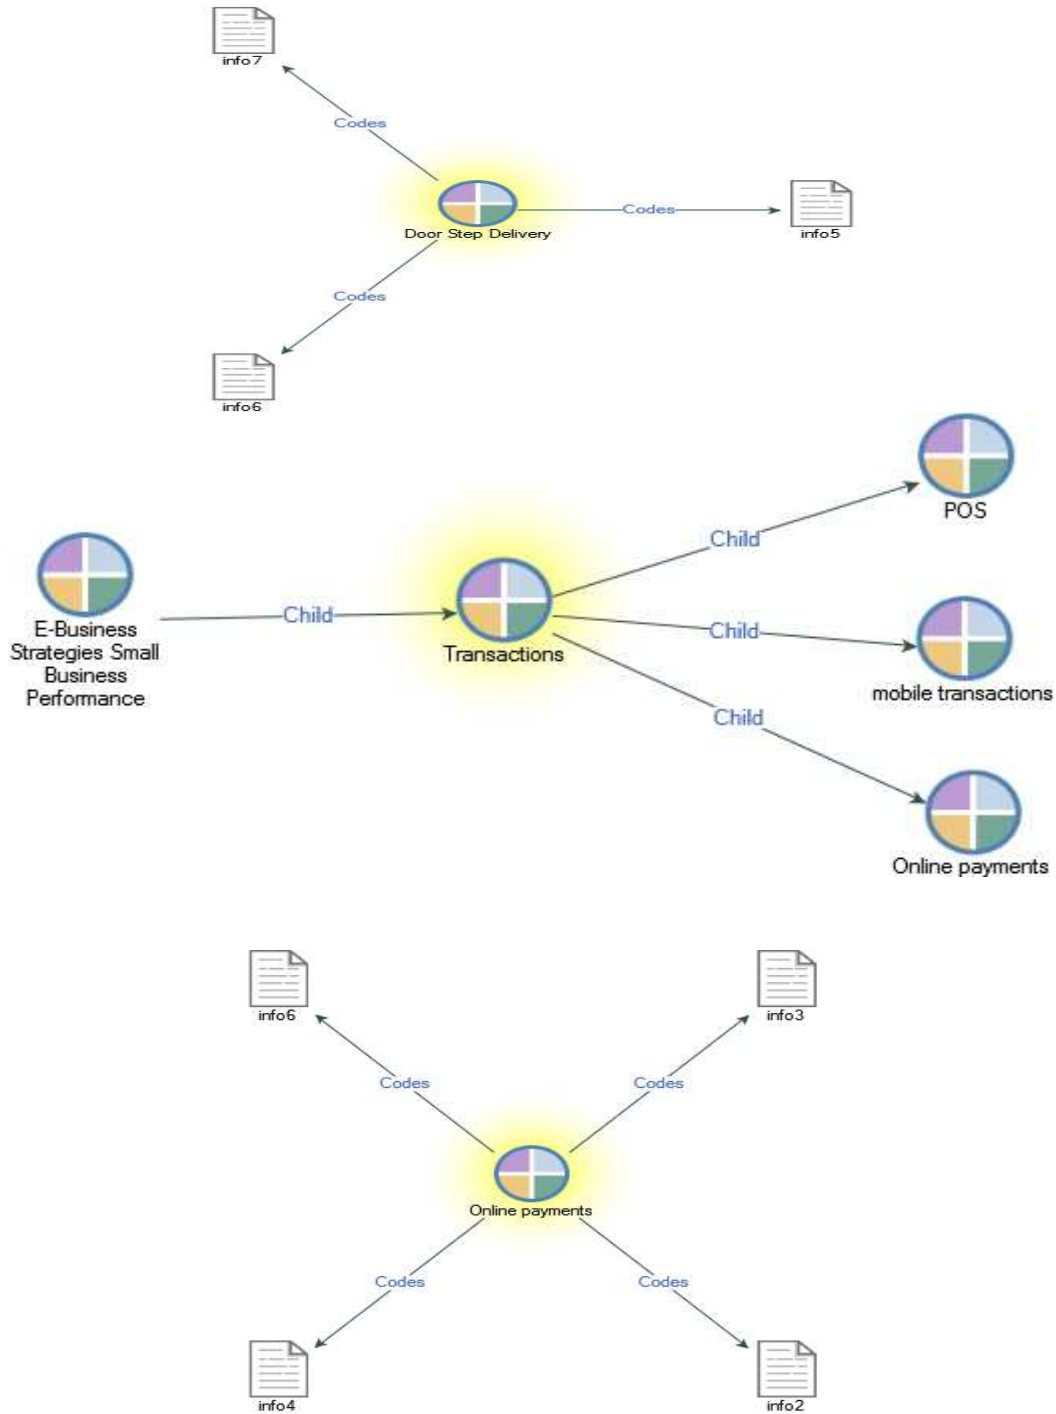 info7
Codes
Door Step Delivery
Codes
info5
Codes
info6
POS
Child
E-Business
Strategies Small
Business
Performance
Child
Transactions
Child
mobile transactions
Child
Online payments
info6
info3
Codes
Codes
Online payments
Codes
Codes
info4
info2